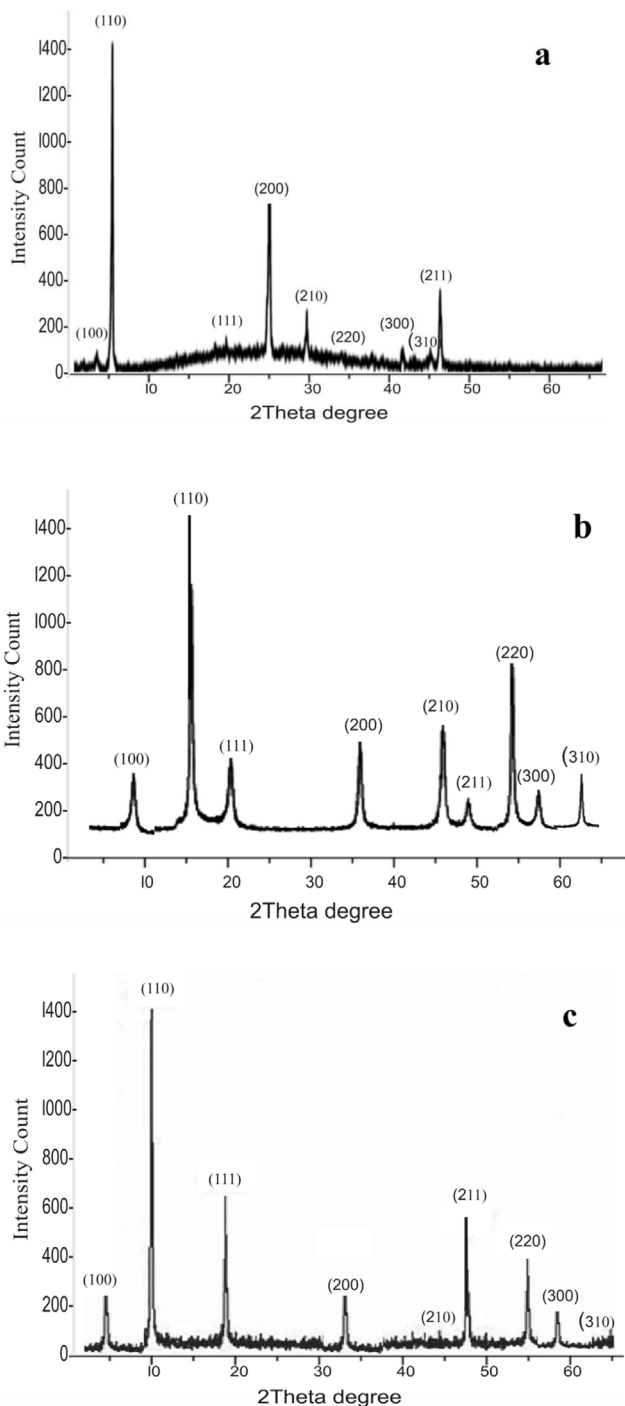 (110)
a
I400-
I200-
I000-
800-
600-
400-
200-
0-
Intensity Count
(100)
(111)
(200)
(210)
(220)
(300)
(310)
(211)
I0 20 30 40 50 60
2Theta degree
(110)
b
I400-
I200-
I000-
800-
600-
400-
200-
0-
Intensity Count
(100)
(111)
(200)
(210)
(211)
(220)
(300)
(310)
I0 20 30 40 50 60
2Theta degree
(110)
c
I400-
I200-
I000-
800-
600-
400-
200-
0-
Intensity Count
(100)
(111)
(200)
(210)
(211)
(220)
(300)
(310)
I0 20 30 40 50 60
2Theta degree